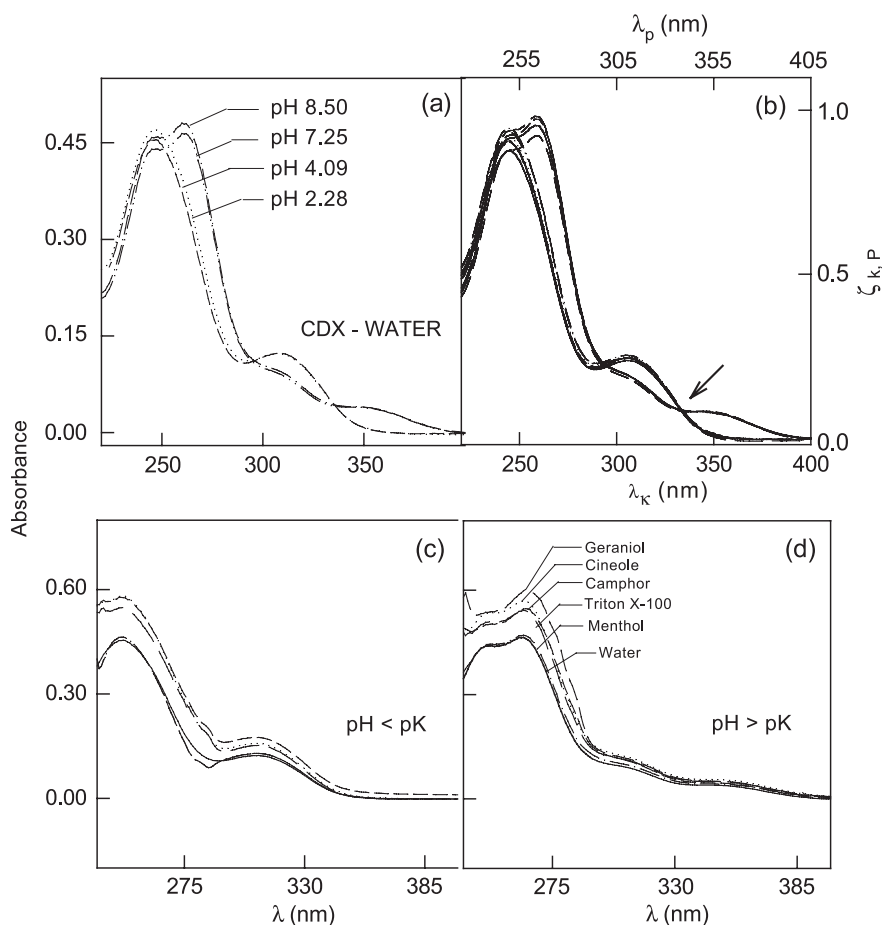 λp (nm)
255 305 355 405
(a)
(b)
pH 8.50
pH 7.25
pH 4.09
pH 2.28
CDX - WATER
0.45
0.30
0.15
0.00
1.0
0.5
0.0
ζ k, P
250 300 350
250 300 350 400
λκ (nm)
Absorbance
(c)
(d)
Geraniol
Cineole
Camphor
Triton X-100
Menthol
Water
pH < pK
pH > pK
0.60
0.30
0.00
275 330 385
275 330 385
λ (nm)
λ (nm)